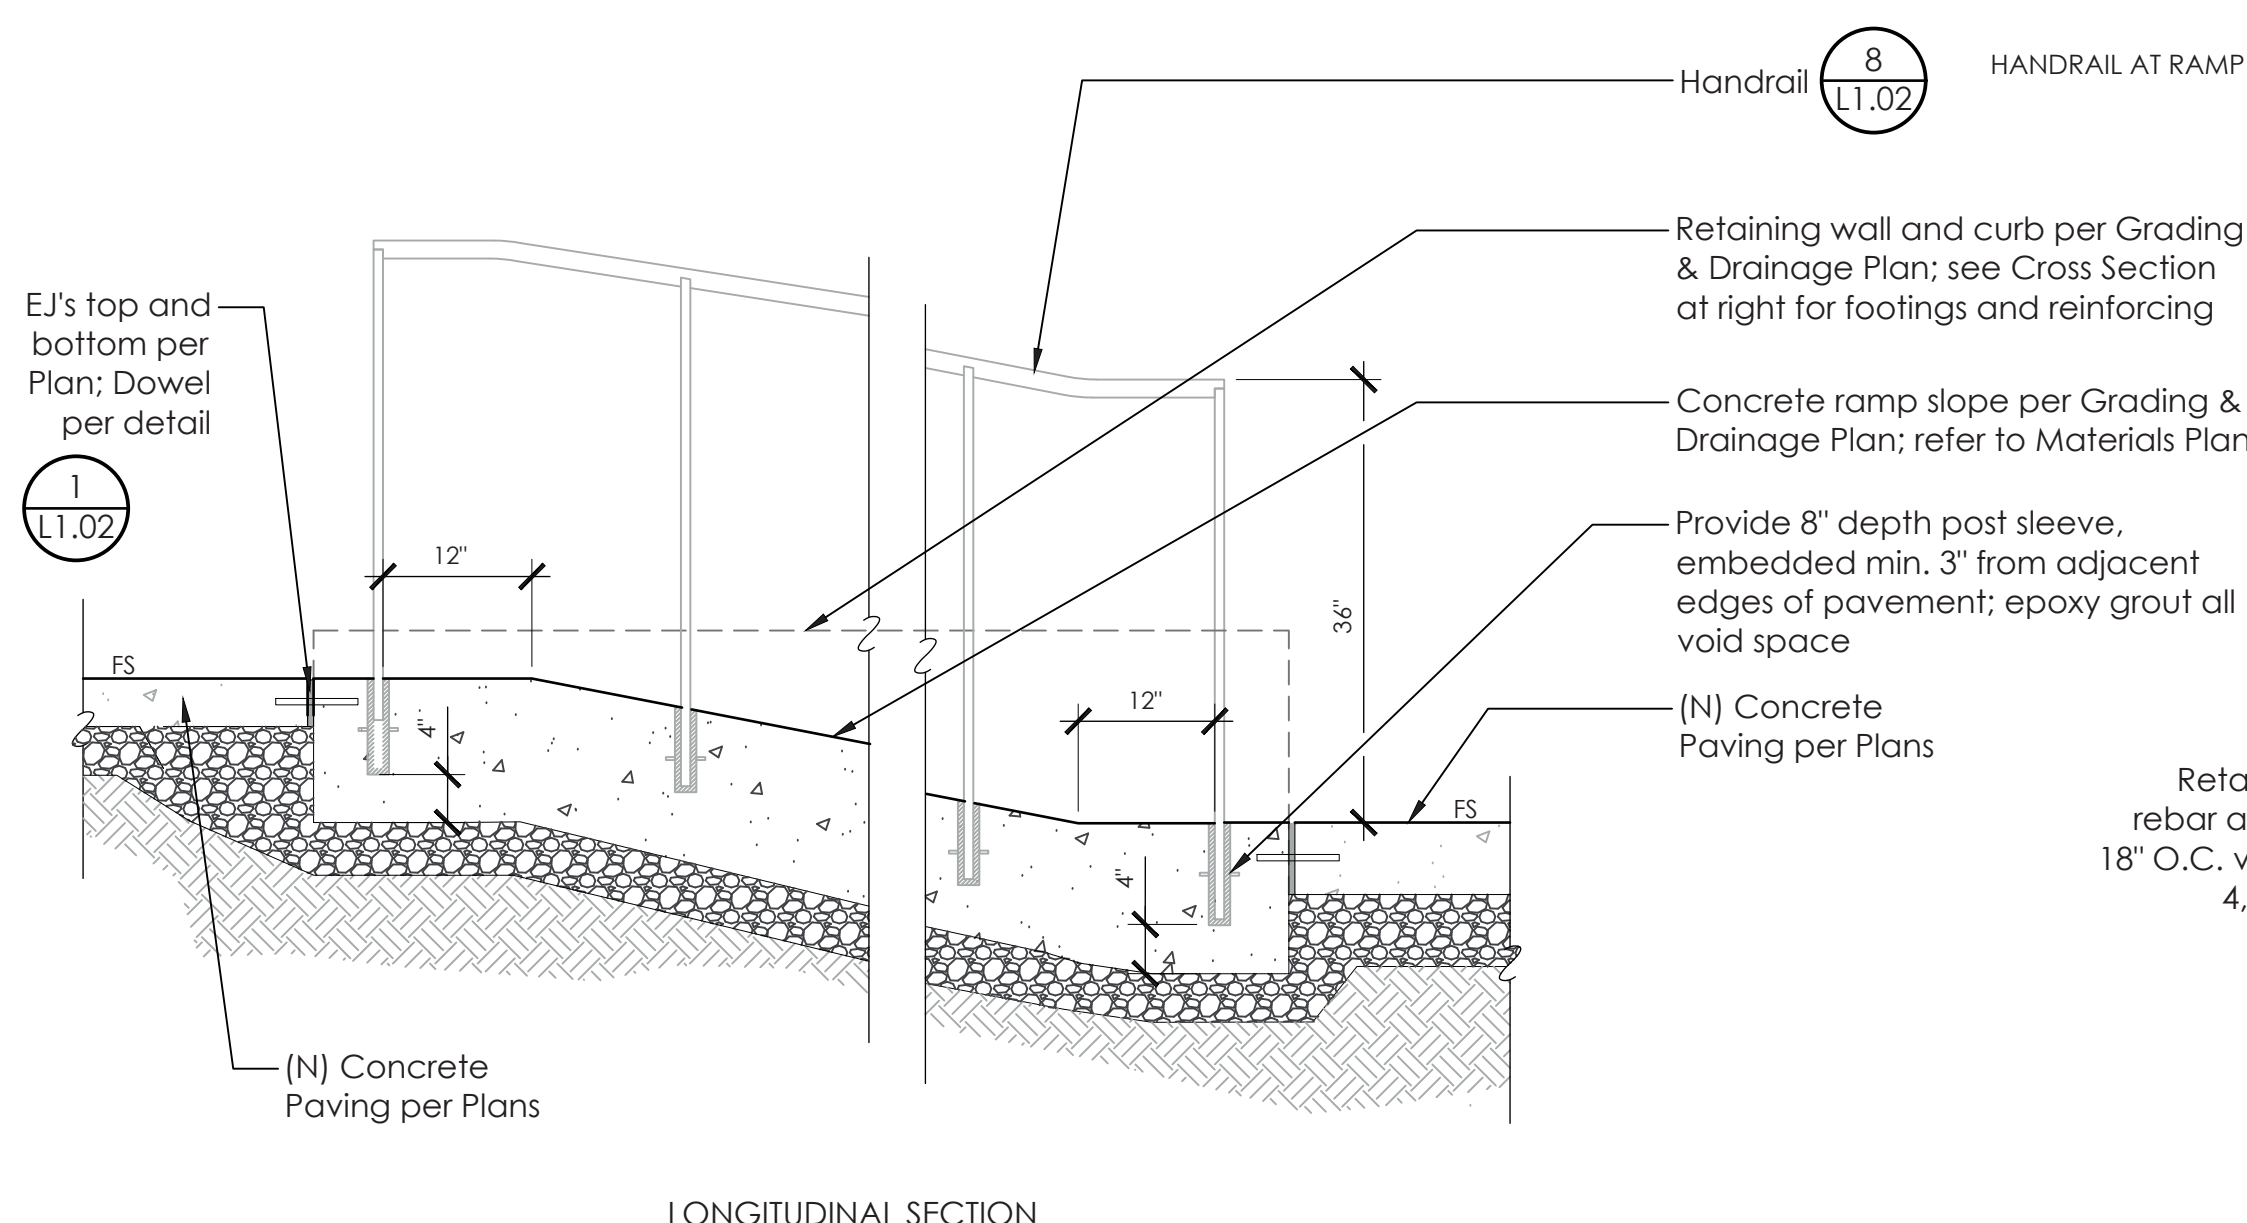 Handrail
8
L1.02
HANDRAIL AT RAMP
Retaining wall and curb per Grading
& Drainage Plan; see Cross Section
at right for footings and reinforcing
EJ's top and
bottom per
Plan; Dowel
per detail
1
L1.02
Concrete ramp slope per Grading &
Drainage Plan; refer to Materials Plan
Provide 8" depth post sleeve,
embedded min. 3" from adjacent
edges of pavement; epoxy grout all
void space
12"
36"
FS
4"
12"
(N) Concrete
Paving per Plans
FS
4"
Reta
rebar a
18" O.C. v
4,
(N) Concrete
Paving per Plans
LONGITUDINAL SECTION